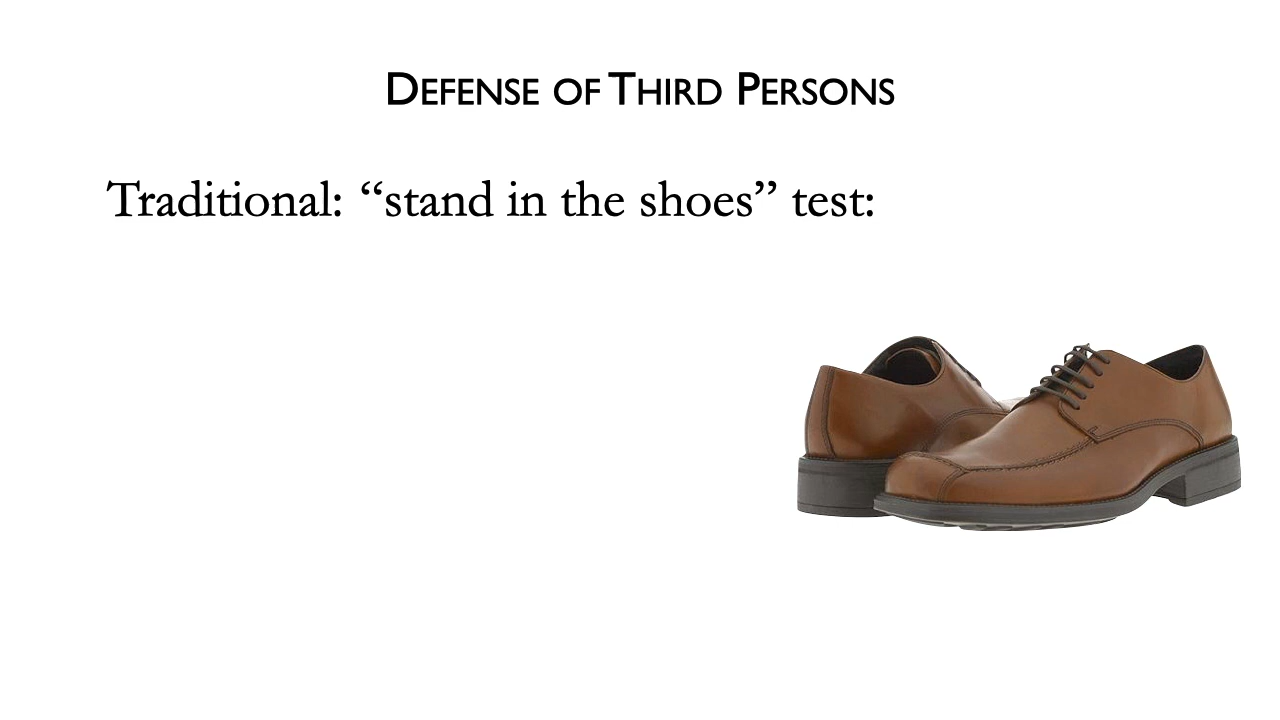 DEFENSE OF THIRD PERSONS
Traditional: “stand in the shoes” test: